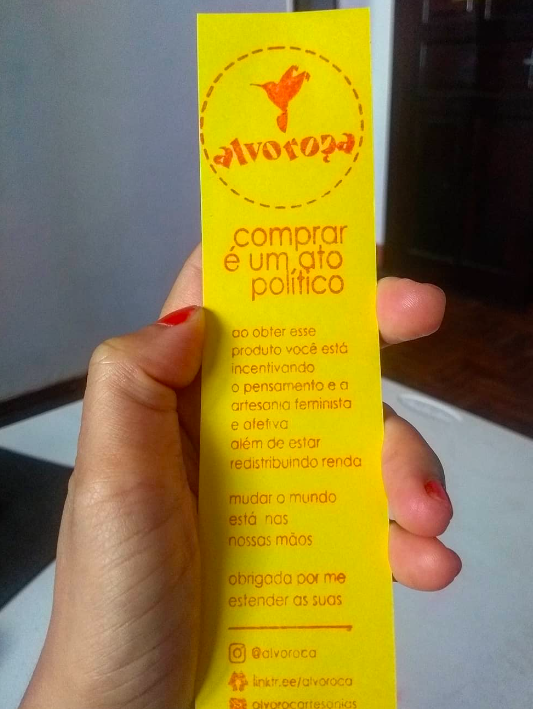 alvoroça
comprar
é um ato
político
ao obter esse
produto você está
incentivando
o pensamento e a
artesania feminista
e afetiva
além de estar
redistribuindo renda
mudar o mundo
está nas
nossas mãos
obrigada por me
estender as suas
@alvoroca
linktr.ee/alvoroca
alvorocartesanias